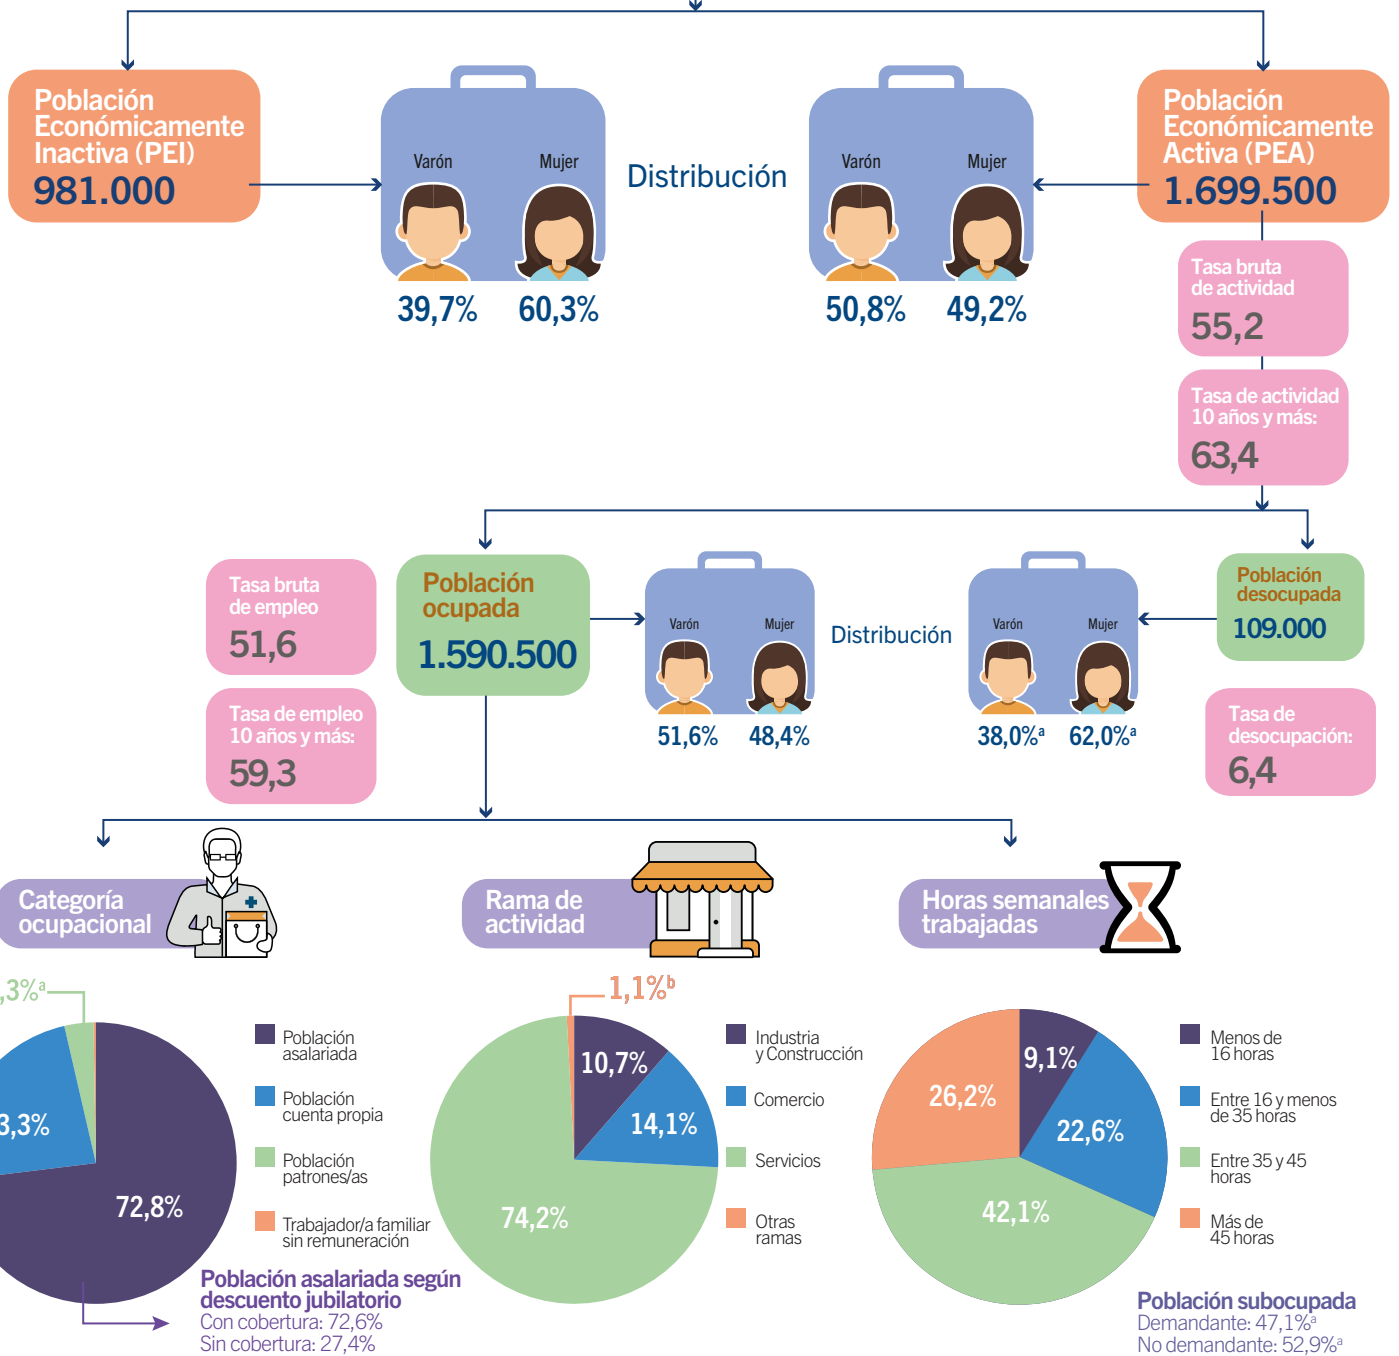 Población
Económicamente
Inactiva (PEI)
981.000
Varón Mujer
39,7% 60,3%
Distribución
Varón Mujer
50,8% 49,2%
Población
Económicamente
Activa (PEA)
1.699.500
Tasa bruta
de actividad
55,2
Tasa de actividad
10 años y más:
63,4
Tasa bruta
de empleo
51,6
Tasa de empleo
10 años y más:
59,3
Población
ocupada
1.590.500
Varón Mujer
51,6% 48,4%
Distribución
Varón Mujer
38,0%ª 62,0%ª
Población
desocupada
109.000
Tasa de
desocupación:
6,4
Categoría
ocupacional
,3%ª
3,3%
72,8%
Población
asalariada
Población
cuenta propia
Población
patrones/as
Trabajador/a familiar
sin remuneración
Población asalariada según
descuento jubilatorio
Con cobertura: 72,6%
Sin cobertura: 27,4%
Rama de
actividad
1,1%ᵇ
10,7%
14,1%
74,2%
Industria
y Construcción
Comercio
Servicios
Otras
ramas
Horas semanales
trabajadas
9,1%
26,2%
22,6%
42,1%
Menos de
16 horas
Entre 16 y menos
de 35 horas
Entre 35 y 45
horas
Más de
45 horas
Población subocupada
Demandante: 47,1%ª
No demandante: 52,9%ª